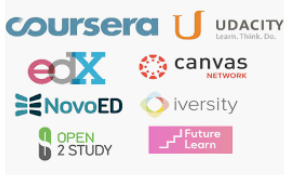 coursera
UDACITY
Learn. Think. Do.
edX
canvas
NETWORK
NovoED
iversity
OPEN
2 STUDY
Future
Learn